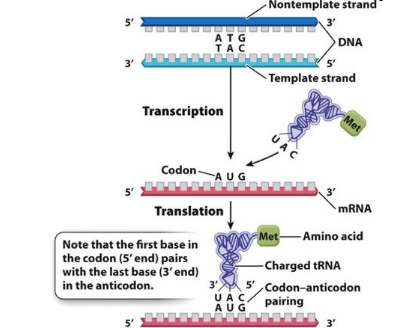 Nontemplate strand
5' 3'
A T G
DNA
T A C
3' 5'
Template strand
Transcription
Met
U A C
Codon
A U G
5' 3'
mRNA
Translation
Met
Amino acid
Note that the first base in
the codon (5' end) pairs
with the last base (3' end)
in the anticodon.
Charged tRNA
3' 5'
Codon–anticodon
pairing
U A C
A U G
5' 3'